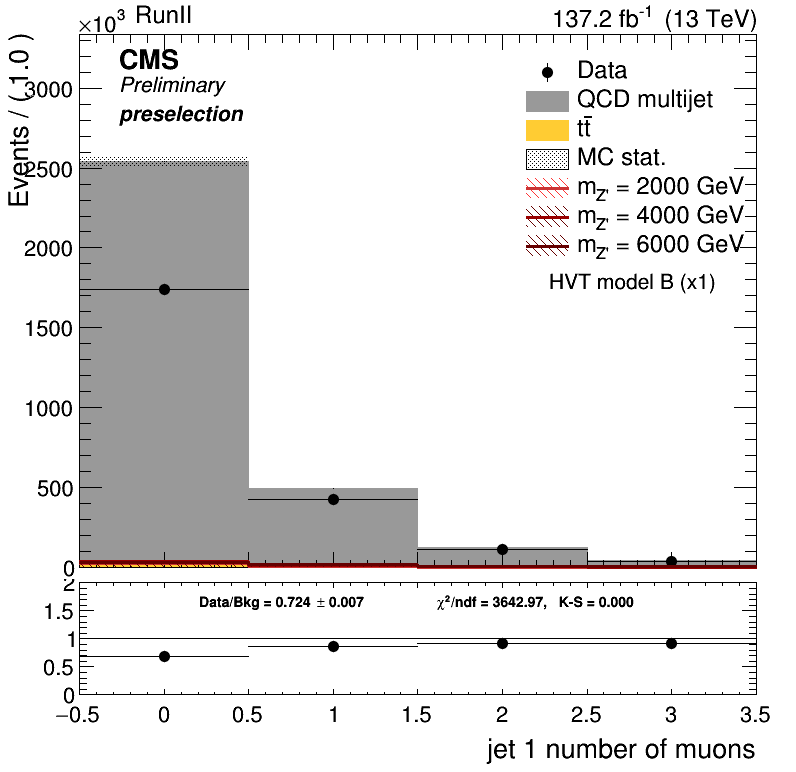 ×10³ RunII 137.2 fb⁻¹ (13 TeV)
CMS
Preliminary
preselection
Data
QCD multijet
tt̄
MC stat.
m_Z' = 2000 GeV
m_Z' = 4000 GeV
m_Z' = 6000 GeV
HVT model B (x1)
Events / ( 1.0 )
3000
2500
2000
1500
1000
500
0
2
1.5
1
0.5
0
Data/Bkg = 0.724 ± 0.007 χ²/ndf = 3642.97, K-S = 0.000
−0.5 0 0.5 1 1.5 2 2.5 3 3.5
jet 1 number of muons